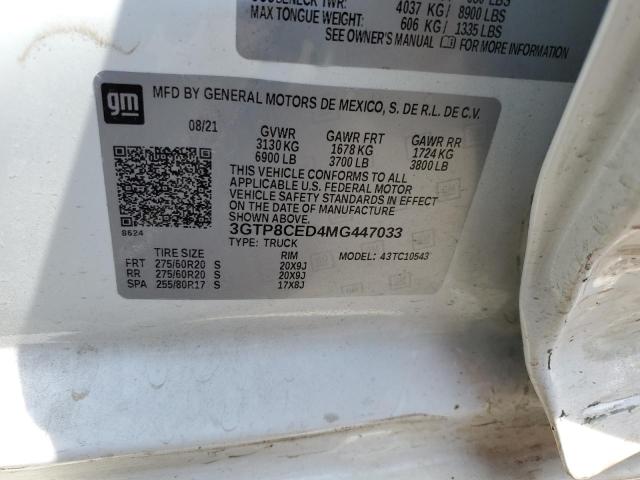 4037 KG/ 8900 LBS
MAX TONGUE WEIGHT: 606 KG/ 1335 LBS
SEE OWNER'S MANUAL FOR MORE INFORMATION
gm
MFD BY GENERAL MOTORS DE MEXICO, S. DE R.L. DE C.V.
08/21 GVWR GAWR FRT GAWR RR
3130 KG 1678 KG 1724 KG
6900 LB 3700 LB 3800 LB
THIS VEHICLE CONFORMS TO ALL
APPLICABLE U.S. FEDERAL MOTOR
VEHICLE SAFETY STANDARDS IN EFFECT
ON THE DATE OF MANUFACTURE
SHOWN ABOVE.
8624 3GTP8CED4MG447033
TYPE: TRUCK
TIRE SIZE RIM MODEL: 43TC10543
FRT 275/60R20 S 20X9J
RR 275/60R20 S 20X9J
SPA 255/80R17 S 17X8J